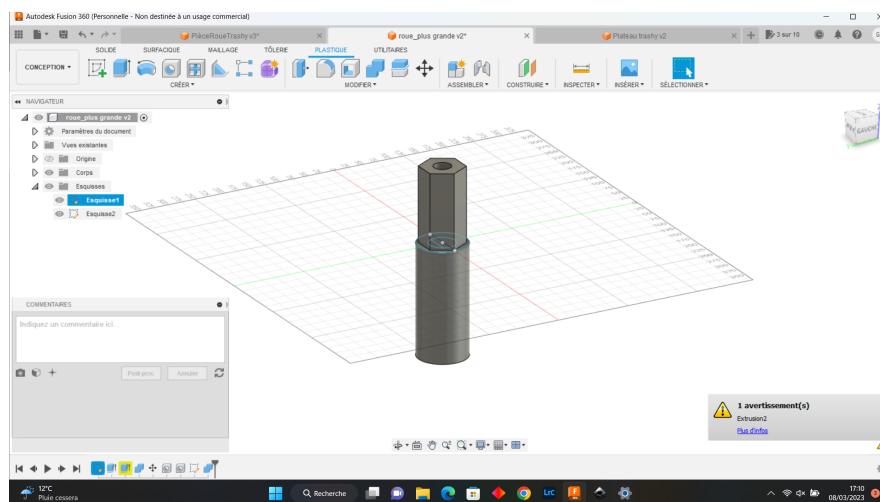 Autodesk Fusion 360 (Personnelle - Non destinée à un usage commercial)
PièceRoueTrashy v3*
roue_plus grande v2*
Plateau trashy v2
3 sur 10
SOLIDE
SURFACIQUE
MAILLAGE
TÔLERIE
PLASTIQUE
UTILITAIRES
CONCEPTION
CRÉER
MODIFIER
ASSEMBLER
CONSTRUIRE
INSPECTER
INSÉRER
SÉLECTIONNER
NAVIGATEUR
roue_plus grande v2
Paramètres du document
Vues existantes
Origine
Corps
Esquisses
Esquisse1
Esquisse2
GAUCHE
COMMENTAIRES
Indiquez un commentaire ici.
Post-proc.
Annuler
1 avertissement(s)
Extrusion2
Plus d'infos
12°C
Pluie cessera
Recherche
LrC
17:10
08/03/2023